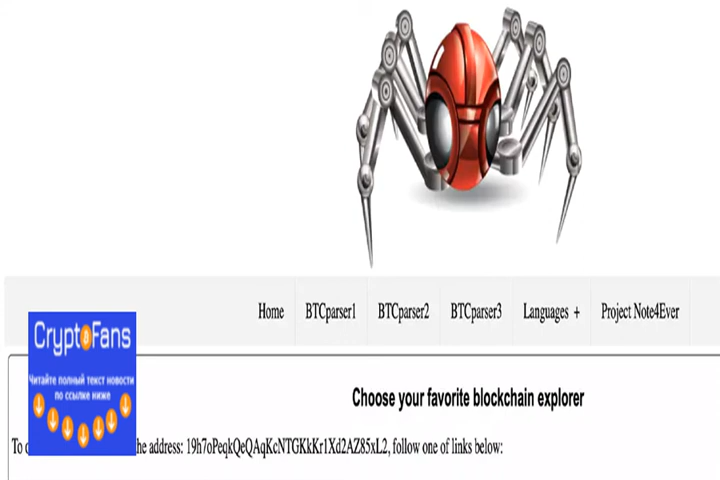 Home BTCparser1 BTCparser2 BTCparser3 Languages + Project Note4Ever
CryptoFans
Читайте полный текст новости
по ссылке ниже
Choose your favorite blockchain explorer
To the address: 19h7oPeqkQeQAqKcNTGKkKr1Xd2AZ85xL2, follow one of links below: